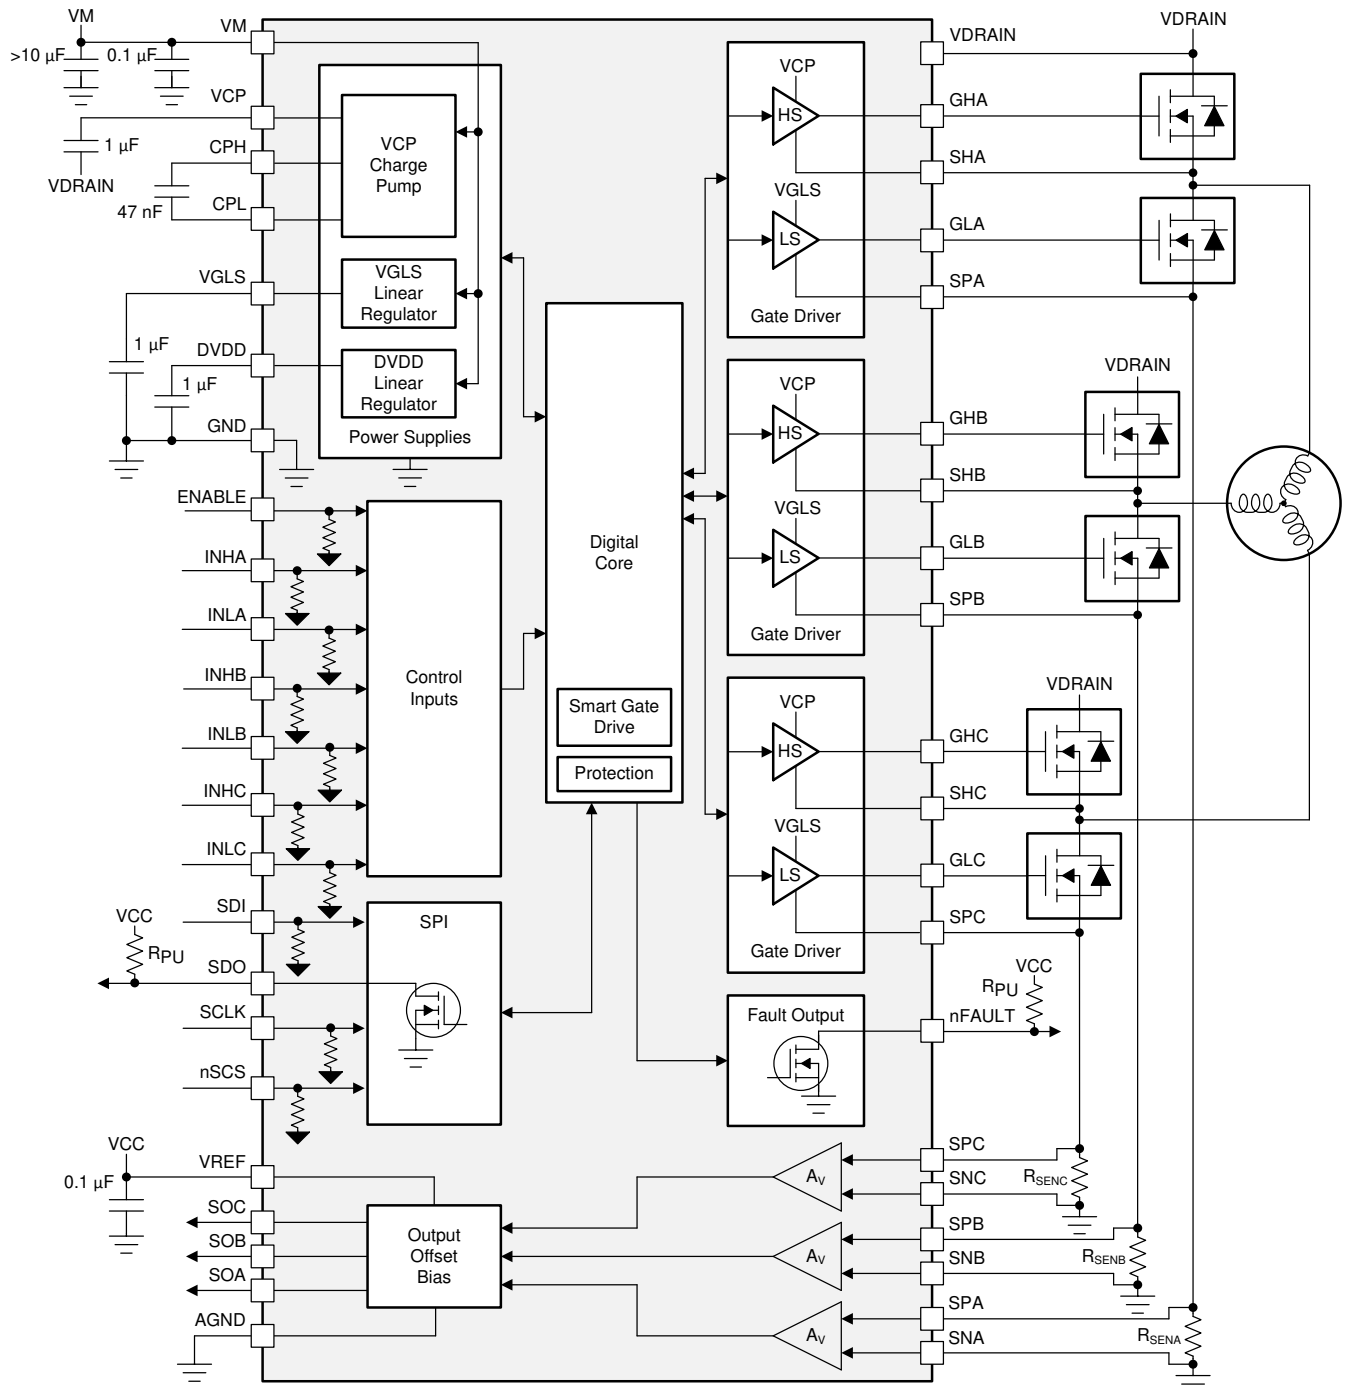 VM
>10 µF
0.1 µF
VM
VCP
1 µF
VDRAIN
CPH
47 nF
CPL
VGLS
1 µF
DVDD
1 µF
GND
VCP
Charge
Pump
VGLS
Linear
Regulator
DVDD
Linear
Regulator
Power Supplies
ENABLE
INHA
INLA
INHB
INLB
INHC
INLC
Control
Inputs
SDI
VCC
RPU
SDO
SCLK
nSCS
SPI
VCC
0.1 µF
VREF
SOC
SOB
SOA
AGND
Output
Offset
Bias
Digital
Core
Smart Gate
Drive
Protection
VCP
HS
VGLS
LS
Gate Driver
VCP
HS
VGLS
LS
Gate Driver
VCP
HS
VGLS
LS
Gate Driver
Fault Output
AV
AV
AV
VDRAIN
VDRAIN
GHA
SHA
GLA
SPA
VDRAIN
GHB
SHB
GLB
SPB
VDRAIN
GHC
SHC
GLC
SPC
VCC
RPU
nFAULT
SPC
SNC
RSENC
SPB
SNB
RSENB
SPA
SNA
RSENA